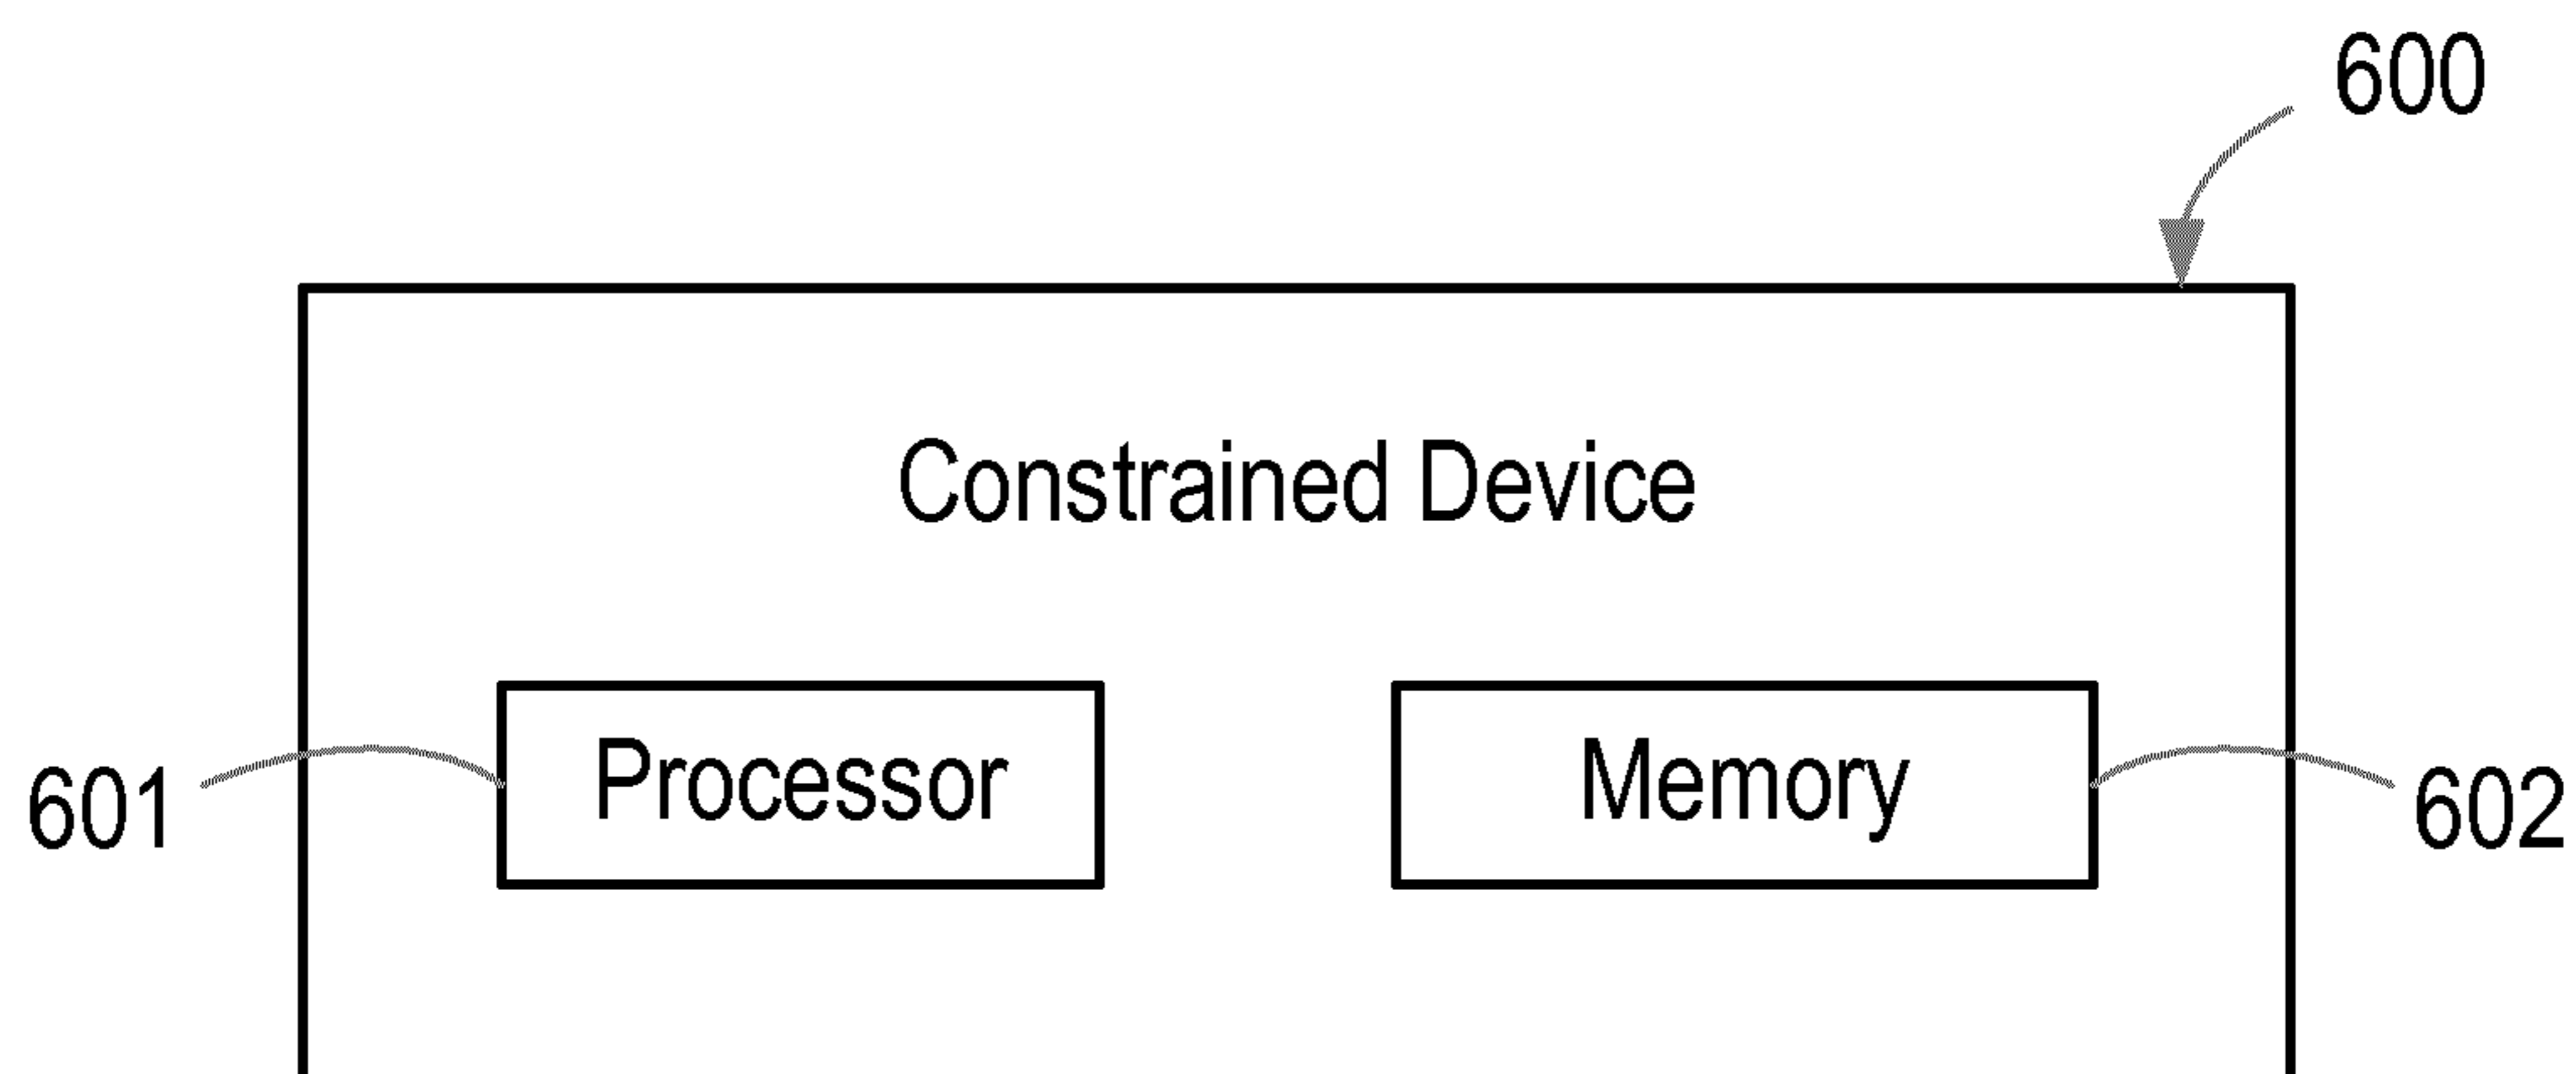 600
Constrained Device
Processor
Memory
601
602